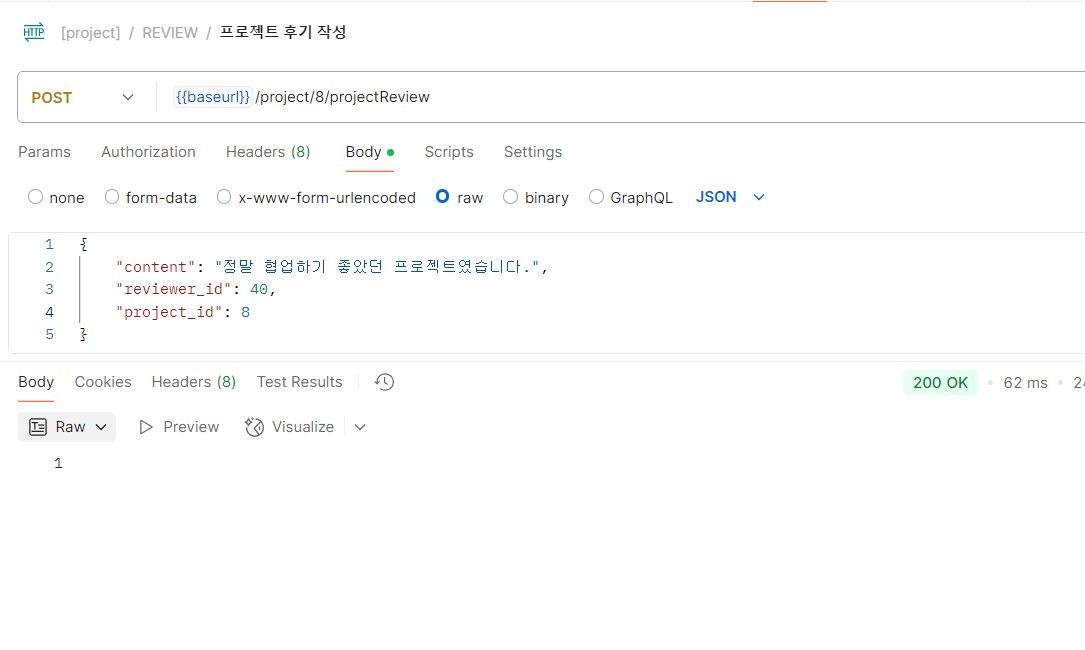 HTTP [project] / REVIEW / 프로젝트 후기 작성
POST {{baseurl}} /project/8/projectReview
Params Authorization Headers (8) Body Scripts Settings
none form-data x-www-form-urlencoded raw binary GraphQL JSON
1 {
2 "content": "정말 협업하기 좋았던 프로젝트였습니다.",
3 "reviewer_id": 40,
4 "project_id": 8
5 }
Body Cookies Headers (8) Test Results 200 OK 62 ms
Raw Preview Visualize
1